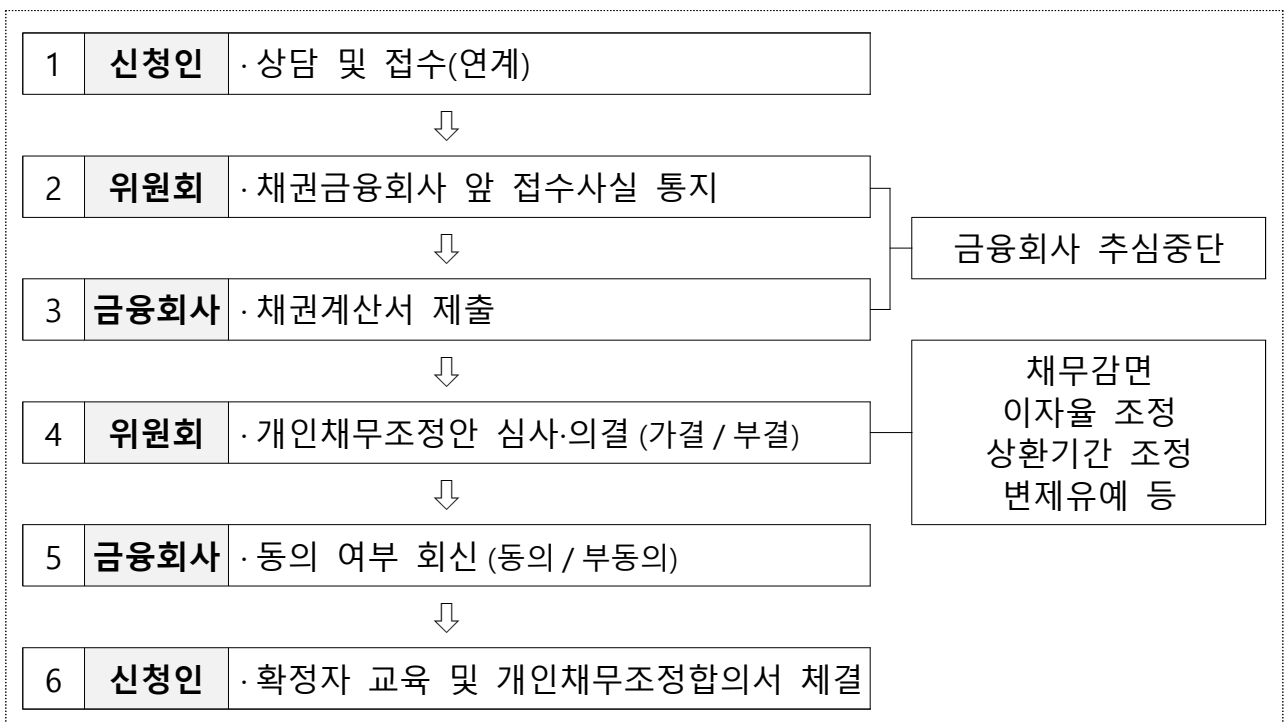 1 신청인 · 상담 및 접수(연계)
⇩
2 위원회 · 채권금융회사 앞 접수사실 통지
⇩
금융회사 추심중단
3 금융회사 · 채권계산서 제출
⇩
4 위원회 · 개인채무조정안 심사·의결 (가결 / 부결)
채무감면
이자율 조정
상환기간 조정
변제유예 등
⇩
5 금융회사 · 동의 여부 회신 (동의 / 부동의)
⇩
6 신청인 · 확정자 교육 및 개인채무조정합의서 체결